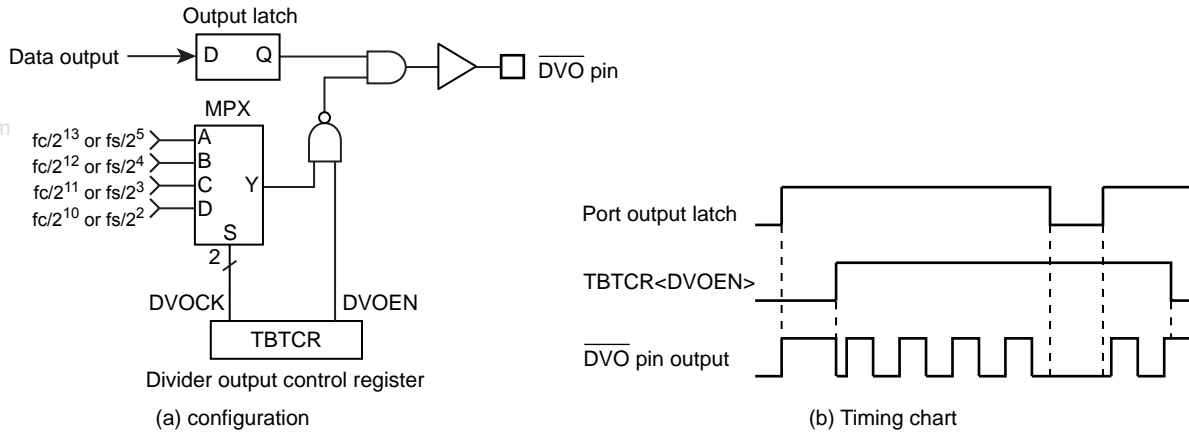 Output latch
Data output
D Q
DVO pin
MPX
m
fc/2^13 or fs/2^5
A
fc/2^12 or fs/2^4
B
fc/2^11 or fs/2^3
C
Y
fc/2^10 or fs/2^2
D
S
2
DVOCK
DVOEN
TBTCR
Divider output control register
(a) configuration
Port output latch
TBTCR<DVOEN>
DVO pin output
(b) Timing chart